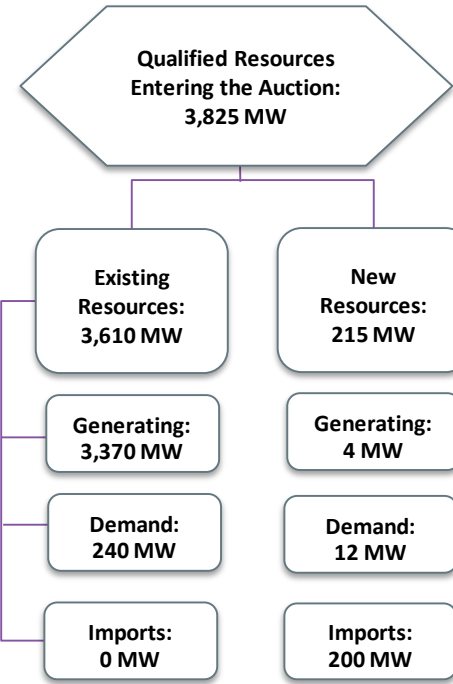 Qualified Resources
Entering the Auction:
3,825 MW
Existing
Resources:
3,610 MW
New
Resources:
215 MW
Generating:
3,370 MW
Generating:
4 MW
Demand:
240 MW
Demand:
12 MW
Imports:
0 MW
Imports:
200 MW